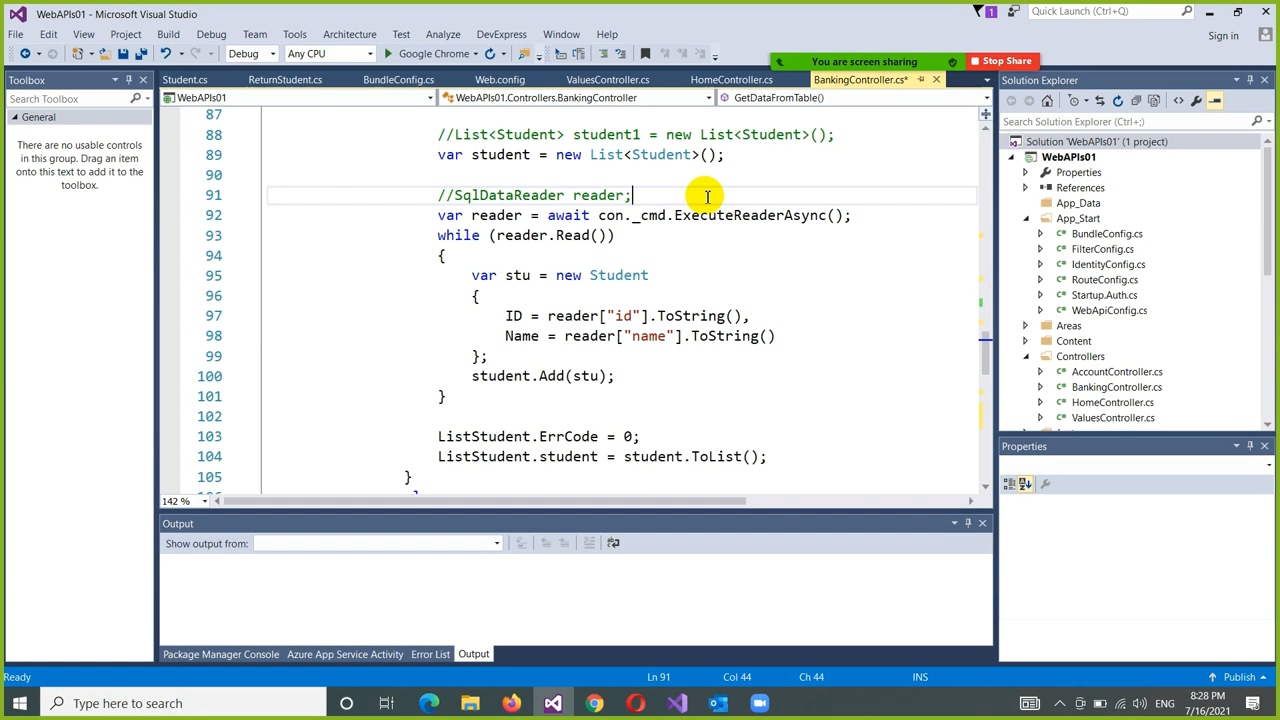 WebAPIs01 - Microsoft Visual Studio
1
Quick Launch (Ctrl+Q)
File Edit View Project Build Debug Team Tools Architecture Test Analyze DevExpress Window Help
Sign in
Debug Any CPU Google Chrome
You are screen sharing Stop Share
Toolbox
Search Toolbox
General
There are no usable controls
in this group. Drag an item
onto this text to add it to the
toolbox.
Student.cs ReturnStudent.cs BundleConfig.cs Web.config ValuesController.cs HomeController.cs BankingController.cs*
WebAPIs01 WebAPIs01.Controllers.BankingController GetDataFromTable()
87
88 //List<Student> student1 = new List<Student>();
89 var student = new List<Student>();
90
91 //SqlDataReader reader;
92 var reader = await con._cmd.ExecuteReaderAsync();
93 while (reader.Read())
94 {
95 var stu = new Student
96 {
97 ID = reader["id"].ToString(),
98 Name = reader["name"].ToString()
99 };
100 student.Add(stu);
101 }
102
103 ListStudent.ErrCode = 0;
104 ListStudent.student = student.ToList();
105 }
142 %
Output
Show output from:
Package Manager Console Azure App Service Activity Error List Output
Solution Explorer
Search Solution Explorer (Ctrl+;)
Solution 'WebAPIs01' (1 project)
WebAPIs01
Properties
References
App_Data
App_Start
C# BundleConfig.cs
C# FilterConfig.cs
C# IdentityConfig.cs
C# RouteConfig.cs
C# Startup.Auth.cs
C# WebApiConfig.cs
Areas
Content
Controllers
C# AccountController.cs
C# BankingController.cs
C# HomeController.cs
C# ValuesController.cs
Properties
Ready Ln 91 Col 44 Ch 44 INS Publish
Type here to search
ENG
8:28 PM
7/16/2021